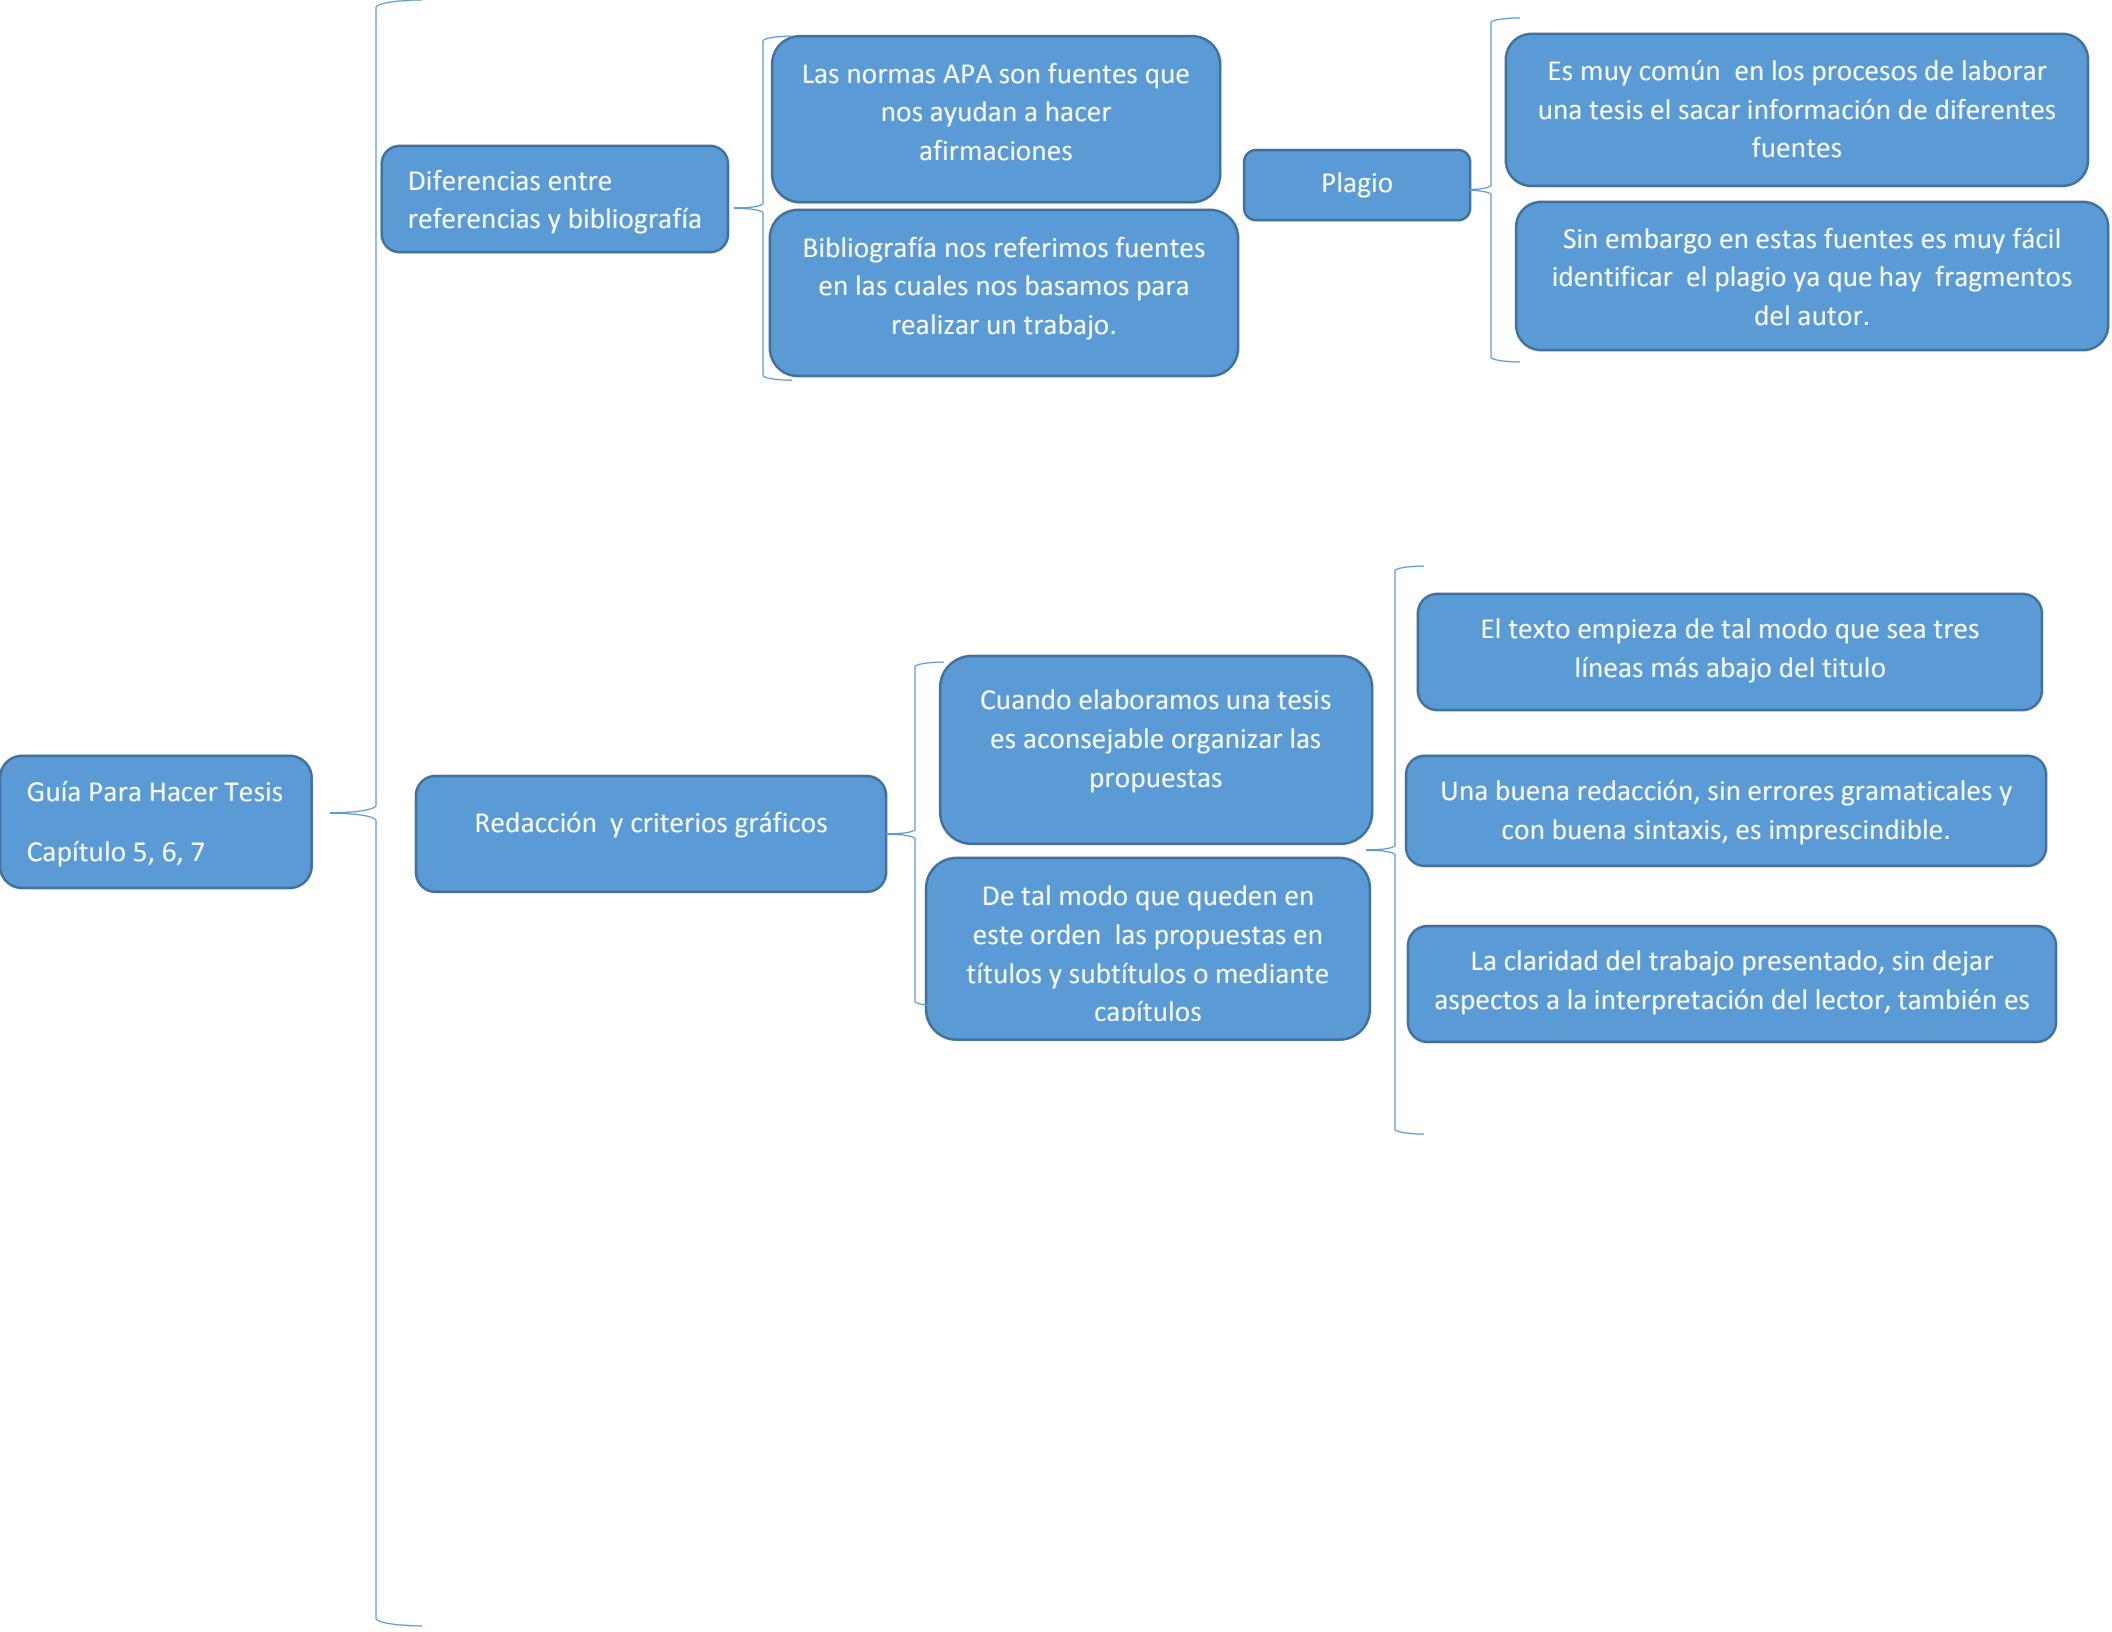 Guía Para Hacer Tesis
Capítulo 5, 6, 7
Diferencias entre
referencias y bibliografía
Las normas APA son fuentes que
nos ayudan a hacer
afirmaciones
Bibliografía nos referimos fuentes
en las cuales nos basamos para
realizar un trabajo.
Plagio
Es muy común  en los procesos de laborar
una tesis el sacar información de diferentes
fuentes
Sin embargo en estas fuentes es muy fácil
identificar  el plagio ya que hay  fragmentos
del autor.
Redacción  y criterios gráficos
Cuando elaboramos una tesis
es aconsejable organizar las
propuestas
De tal modo que queden en
este orden  las propuestas en
títulos y subtítulos o mediante
capítulos
El texto empieza de tal modo que sea tres
líneas más abajo del titulo
Una buena redacción, sin errores gramaticales y
con buena sintaxis, es imprescindible.
La claridad del trabajo presentado, sin dejar
aspectos a la interpretación del lector, también es